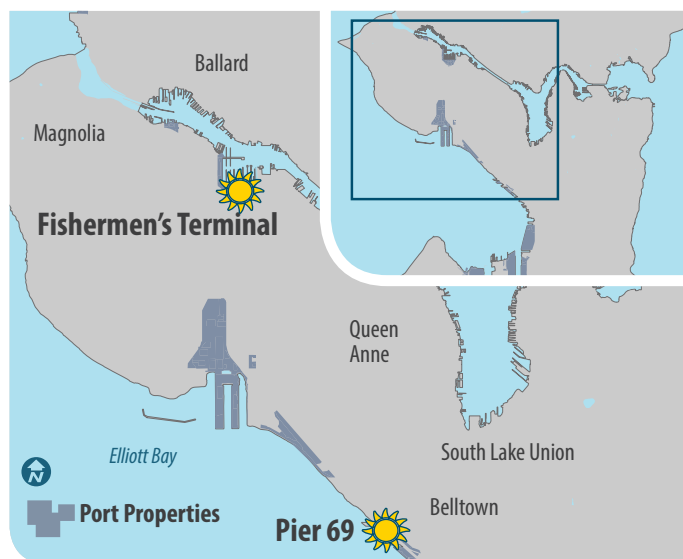 Ballard
Magnolia
Fishermen’s Terminal
Queen
Anne
Elliott Bay
South Lake Union
N
Port Properties
Belltown
Pier 69